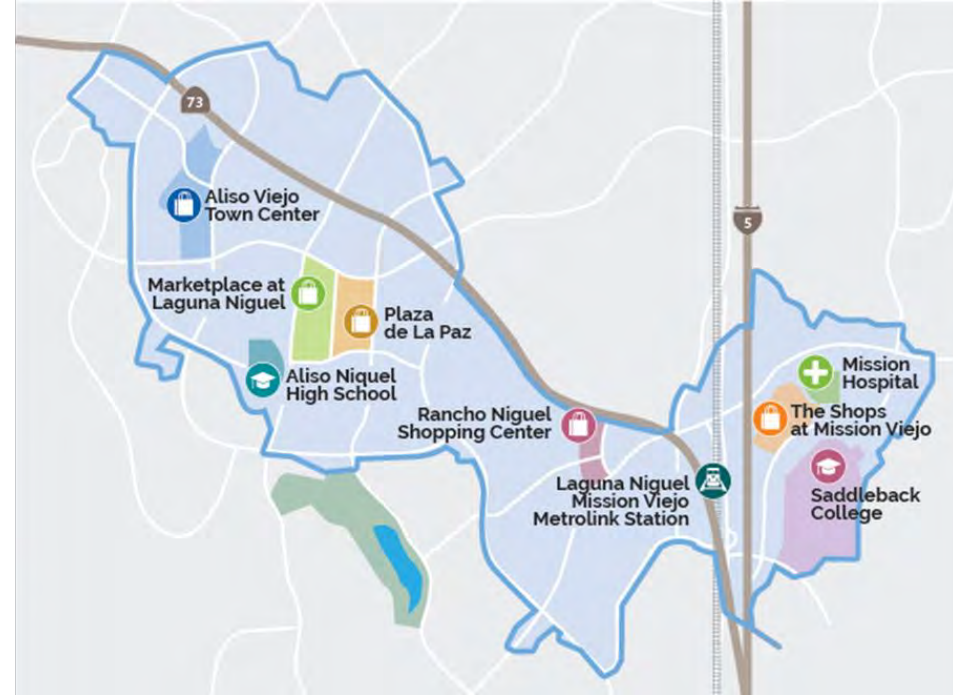 73
Aliso Viejo
Town Center
5
Marketplace at
Laguna Niguel
Plaza
de La Paz
Aliso Niquel
High School
Mission
Hospital
Rancho Niguel
Shopping Center
The Shops
at Mission Viejo
Laguna Niguel
Mission Viejo
Metrolink Station
Saddleback
College